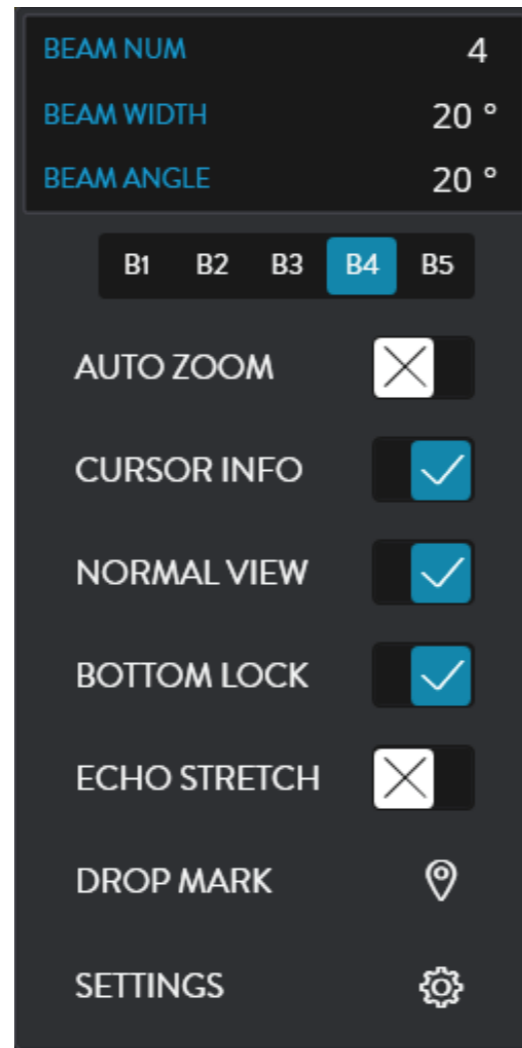 BEAM NUM 4
BEAM WIDTH 20 °
BEAM ANGLE 20 °
B1 B2 B3 B4 B5
AUTO ZOOM
CURSOR INFO
NORMAL VIEW
BOTTOM LOCK
ECHO STRETCH
DROP MARK
SETTINGS